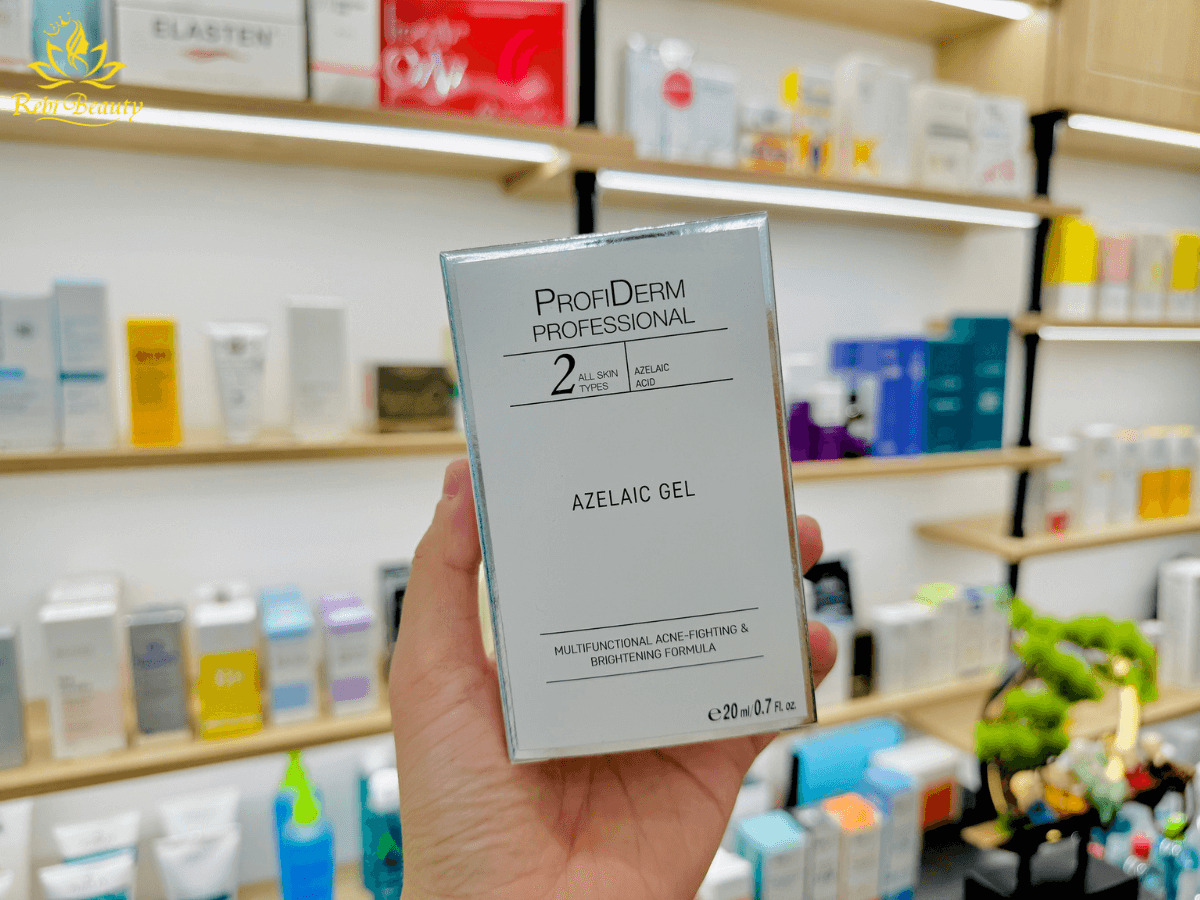 Rehr Beauty
ELASTEN
PROFIDERM
PROFESSIONAL
2 ALL SKIN TYPES
AZELAIC ACID
AZELAIC GEL
MULTIFUNCTIONAL ACNE-FIGHTING &
BRIGHTENING FORMULA
℮20 ml/0.7 FL. oz.